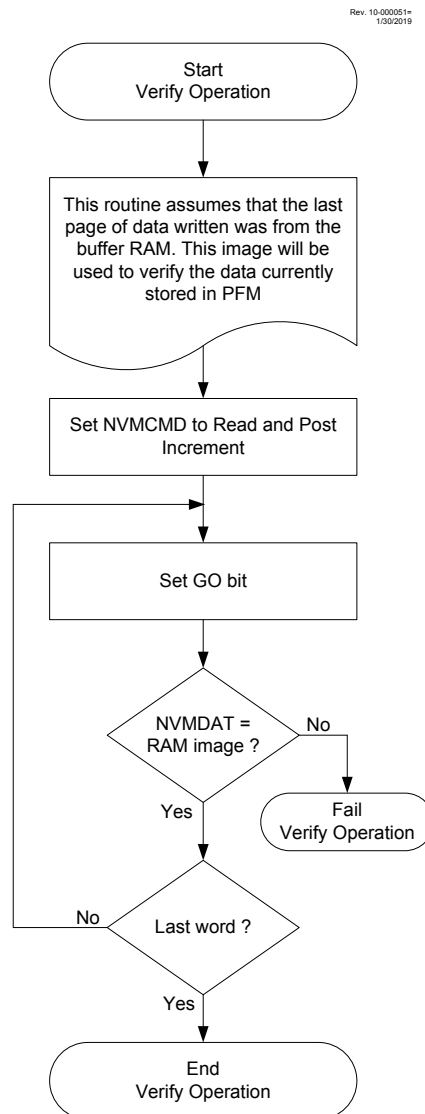 Rev. 10-000051=
1/30/2019
Start
Verify Operation
This routine assumes that the last
page of data written was from the
buffer RAM. This image will be
used to verify the data currently
stored in PFM
Set NVMCMD to Read and Post
Increment
Set GO bit
NVMDAT =
RAM image ?
No
Yes
Fail
Verify Operation
Last word ?
No
Yes
End
Verify Operation